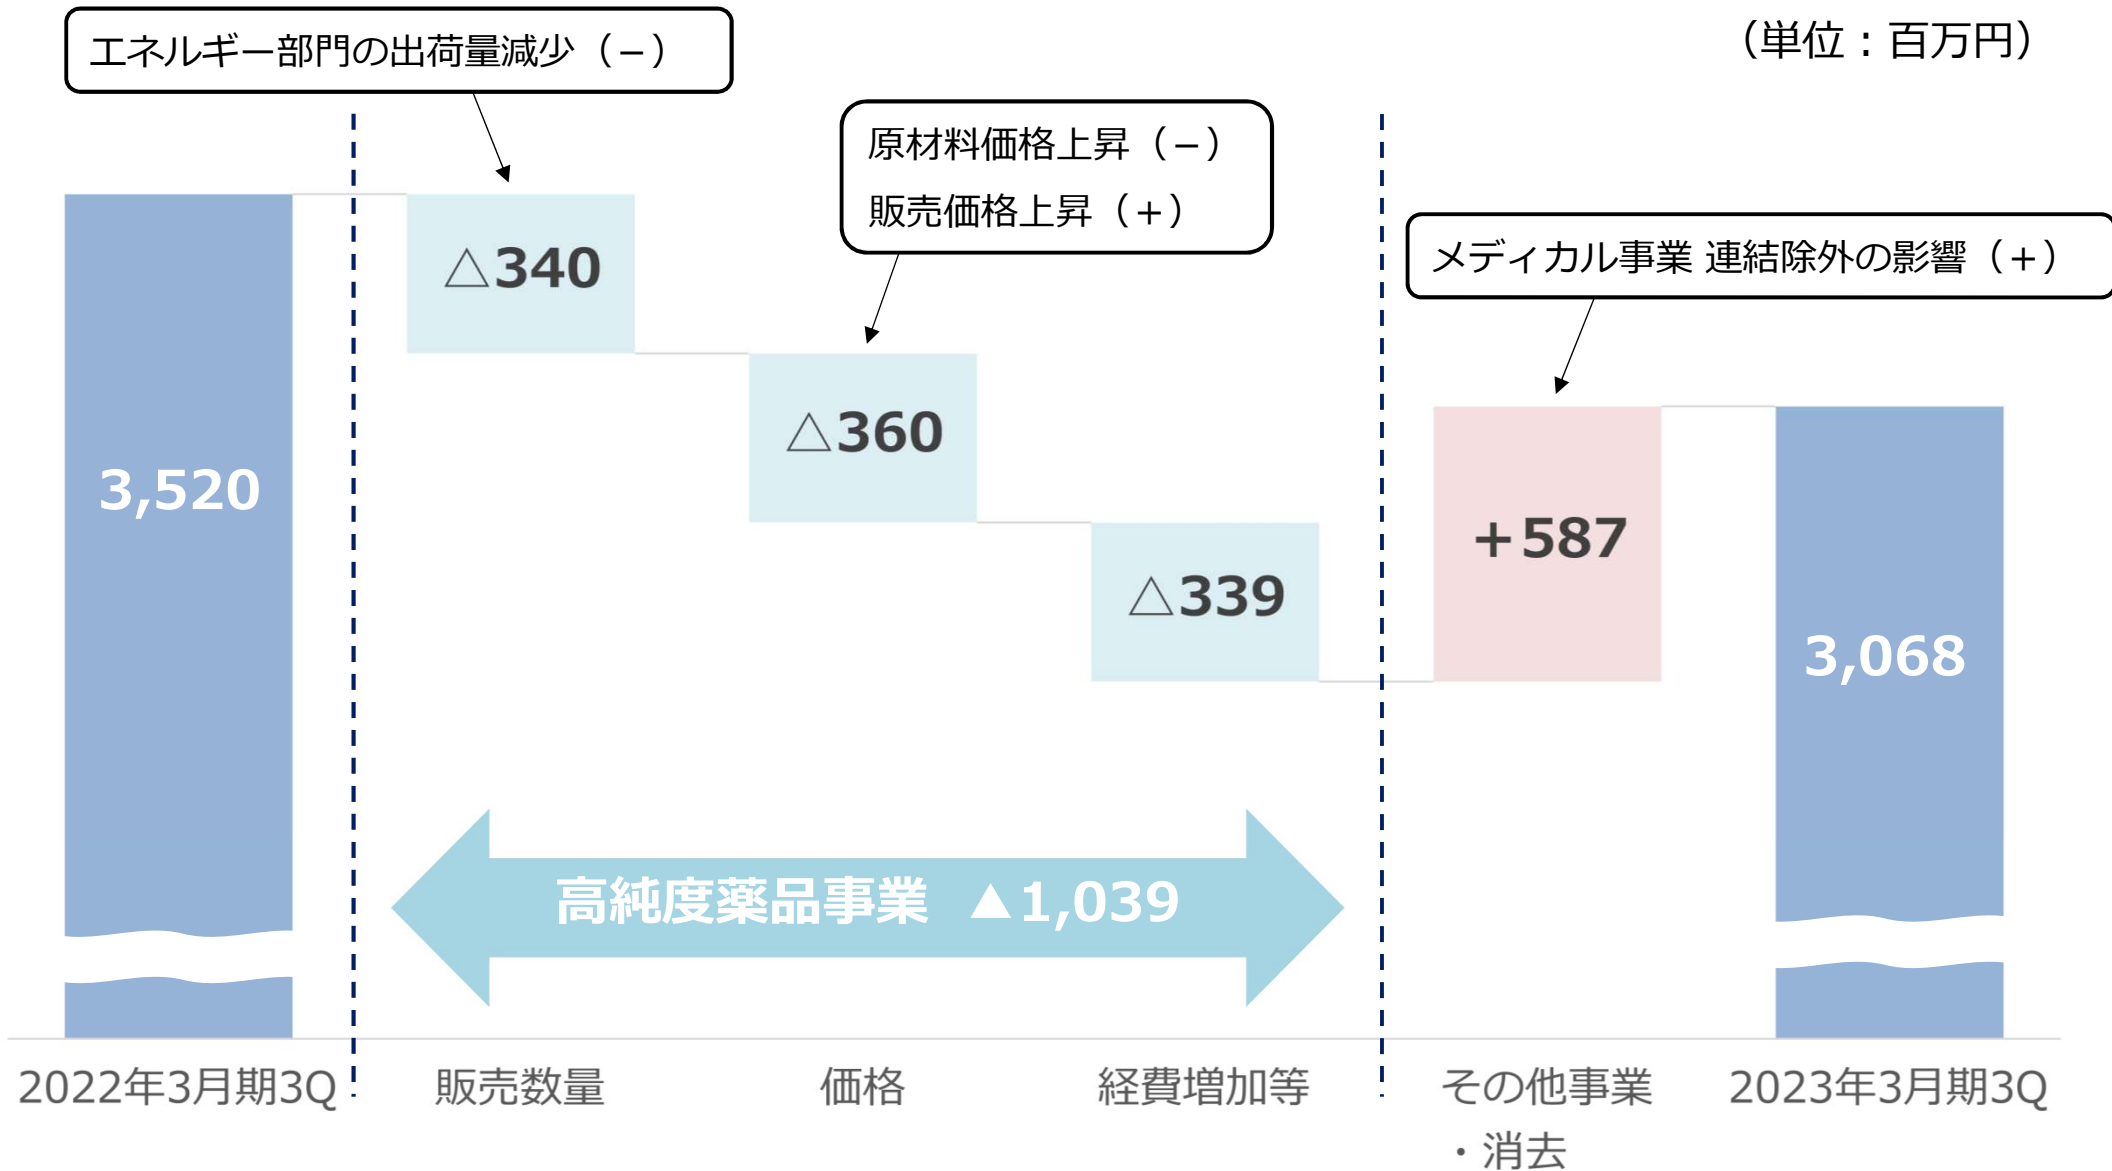 エネルギー部門の出荷量減少（－）
（単位：百万円）
原材料価格上昇（－）
販売価格上昇（＋）
メディカル事業 連結除外の影響（＋）
3,520
△340
△360
△339
＋587
3,068
高純度薬品事業 ▲1,039
2022年3月期3Q
販売数量
価格
経費増加等
その他事業
・消去
2023年3月期3Q